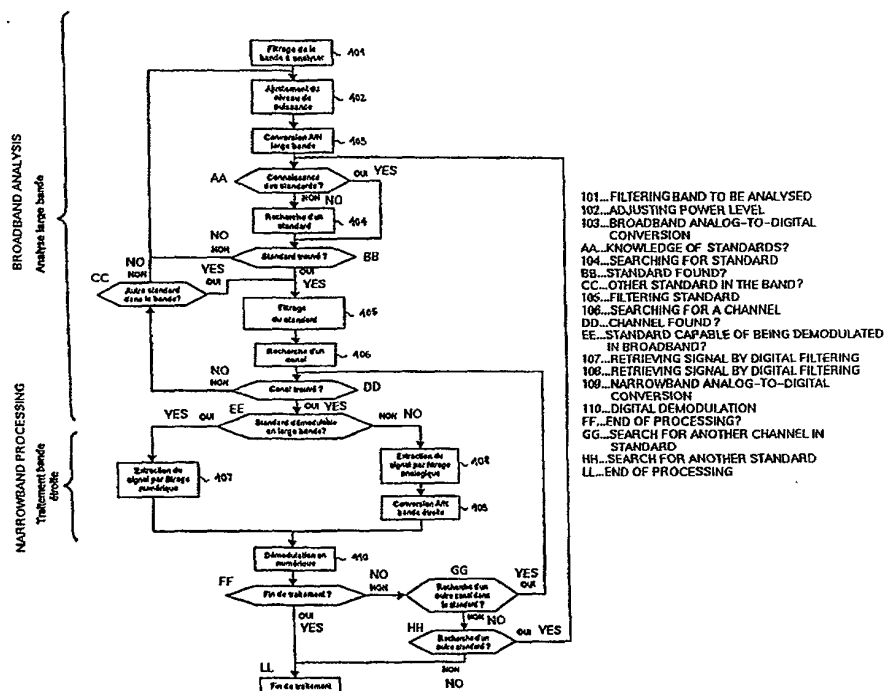 Filtrage de la
bande à analyser
101
Ajustement du
niveau de
puissance
102
Conversion A/N
large bande
103
AA
Connaissance
des standards ?
OUI YES
NON NO
Recherche d'un
standard
104
NO
NON
Standard trouvé ?
BB
OUI
YES
CC
NO
NON
Autre standard
dans la bande?
YES
OUI
Filtrage
du standard
105
Recherche d'un
canal
106
NO
NON
Canal trouvé ?
DD
OUI YES
YES OUI
EE
Standard démodulable
en large bande?
NON NO
Extraction du
signal par filtrage
numérique
107
Extraction du
signal par filtrage
analogique
108
Conversion A/N
bande étroite
109
Démodulation en
numérique
110
FF
Fin de traitement ?
NO
NON
OUI
YES
GG
Recherche d'un
autre canal dans
le standard ?
YES
OUI
NON NO
HH
Recherche d'un
autre standard ?
OUI YES
NON
NO
LL
Fin de traitement
BROADBAND ANALYSIS
Analyse large bande
NARROWBAND PROCESSING
Traitement bande
étroite
101...FILTERING BAND TO BE ANALYSED
102...ADJUSTING POWER LEVEL
103...BROADBAND ANALOG-TO-DIGITAL
CONVERSION
AA...KNOWLEDGE OF STANDARDS?
104...SEARCHING FOR STANDARD
BB...STANDARD FOUND?
CC...OTHER STANDARD IN THE BAND?
105...FILTERING STANDARD
106...SEARCHING FOR A CHANNEL
DD...CHANNEL FOUND?
EE...STANDARD CAPABLE OF BEING DEMODULATED
IN BROADBAND?
107...RETRIEVING SIGNAL BY DIGITAL FILTERING
108...RETRIEVING SIGNAL BY DIGITAL FILTERING
109...NARROWBAND ANALOG-TO-DIGITAL
CONVERSION
110...DIGITAL DEMODULATION
FF...END OF PROCESSING?
GG...SEARCH FOR ANOTHER CHANNEL IN
STANDARD
HH...SEARCH FOR ANOTHER STANDARD
LL...END OF PROCESSING